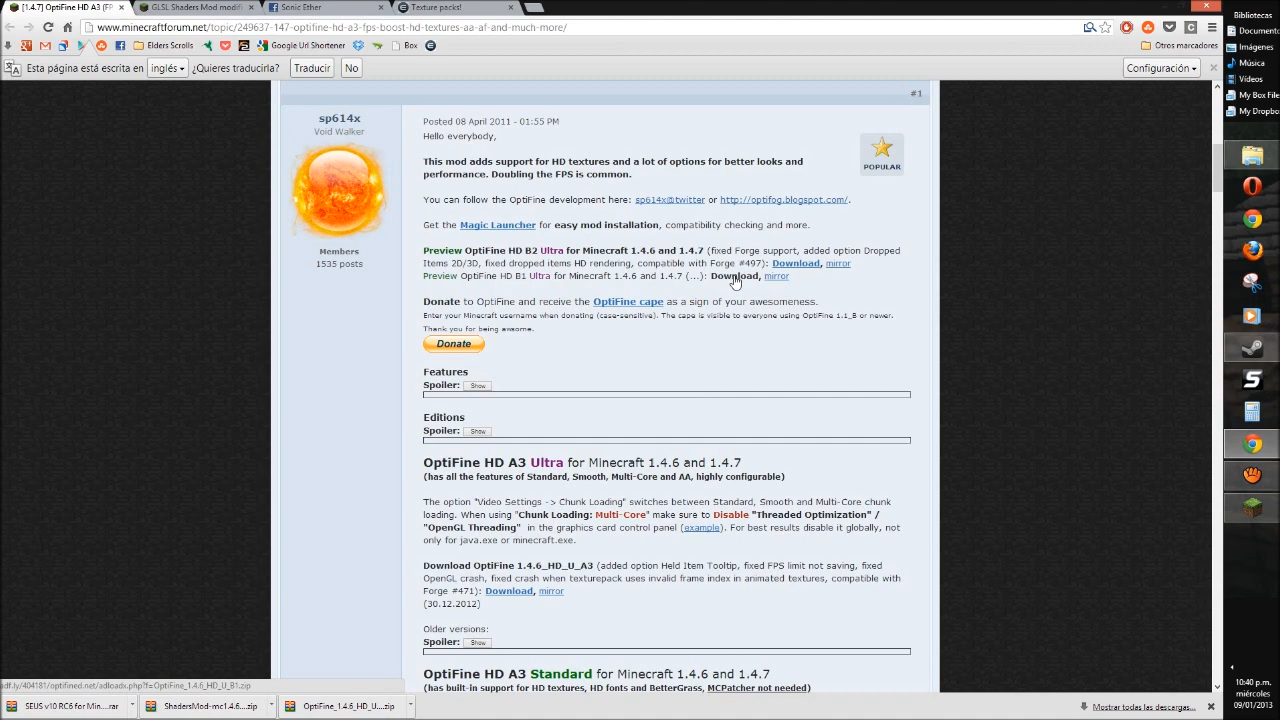 [1.4.7] OptiFine HD A3 (FP
GLSL Shaders Mod modifi
Sonic Ether
Texture packs!
www.minecraftforum.net/topic/249637-147-optifine-hd-a3-fps-boost-hd-textures-aa-af-and-much-more/
Elders Scrolls
Google Url Shortener
Box
Otros marcadores
Esta página está escrita en inglés ¿Quieres traducirla? Traducir No Configuración
#1
sp614x
Void Walker
Members
1535 posts
Posted 08 April 2011 - 01:55 PM
Hello everybody,
POPULAR
This mod adds support for HD textures and a lot of options for better looks and
performance. Doubling the FPS is common.
You can follow the OptiFine development here: sp614x@twitter or http://optifog.blogspot.com/.
Get the Magic Launcher for easy mod installation, compatibility checking and more.
Preview OptiFine HD B2 Ultra for Minecraft 1.4.6 and 1.4.7 (fixed Forge support, added option Dropped
Items 2D/3D, fixed dropped items HD rendering, compatible with Forge #497): Download, mirror
Preview OptiFine HD B1 Ultra for Minecraft 1.4.6 and 1.4.7 (...): Download, mirror
Donate to OptiFine and receive the OptiFine cape as a sign of your awesomeness.
Enter your Minecraft username when donating (case-sensitive). The cape is visible to everyone using OptiFine 1.1_B or newer.
Thank you for being awsome.
Donate
Features
Spoiler: Show
Editions
Spoiler: Show
OptiFine HD A3 Ultra for Minecraft 1.4.6 and 1.4.7
(has all the features of Standard, Smooth, Multi-Core and AA, highly configurable)
The option "Video Settings -> Chunk Loading" switches between Standard, Smooth and Multi-Core chunk
loading. When using "Chunk Loading: Multi-Core" make sure to Disable "Threaded Optimization" /
"OpenGL Threading" in the graphics card control panel (example). For best results disable it globally, not
only for java.exe or minecraft.exe.
Download OptiFine 1.4.6_HD_U_A3 (added option Held Item Tooltip, fixed FPS limit not saving, fixed
OpenGL crash, fixed crash when texturepack uses invalid frame index in animated textures, compatible with
Forge #471) Download, mirror
(30.12.2012)
Older versions:
Spoiler: Show
OptiFine HD A3 Standard for Minecraft 1.4.6 and 1.4.7
(has built-in support for HD textures, HD fonts and BetterGrass, MCPatcher not needed)
adf.ly/404181/optifined.net/adloadx.php?f=OptiFine_1.4.6_HD_U_B1.zip
SEUS v10 RC6 for Min....rar
ShadersMod-mc1.4.6....zip
OptiFine_1.4.6_HD_U....zip
Mostrar todas las descargas...
Bibliotecas
Documento
Imágenes
Música
Vídeos
My Box File
My Dropbo
10:40 p.m.
miércoles
09/01/2013